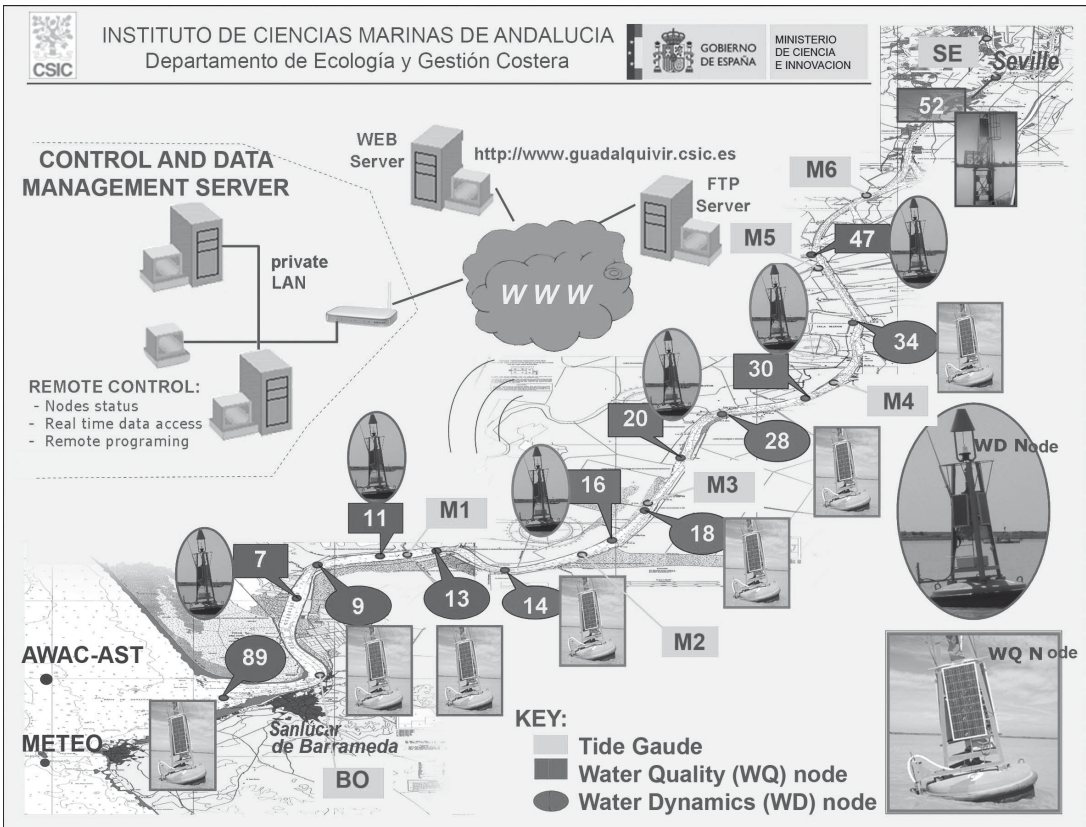 CSIC
INSTITUTO DE CIENCIAS MARINAS DE ANDALUCIA
Departamento de Ecología y Gestión Costera
GOBIERNO
DE ESPAÑA
MINISTERIO
DE CIENCIA
E INNOVACION
SE
Seville
52
CONTROL AND DATA
MANAGEMENT SERVER
WEB
Server
http://www.guadalquivir.csic.es
FTP
Server
private
LAN
WWW
M6
M5
47
34
30
M4
REMOTE CONTROL:
- Nodes status
- Real time data access
- Remote programing
20
28
WD Node
16
M3
11
M1
18
7
9
13
14
M2
89
AWAC-AST
METEO
Sanlúcar
de Barrameda
BO
WQ Node
KEY:
Tide Gaude
Water Quality (WQ) node
Water Dynamics (WD) node